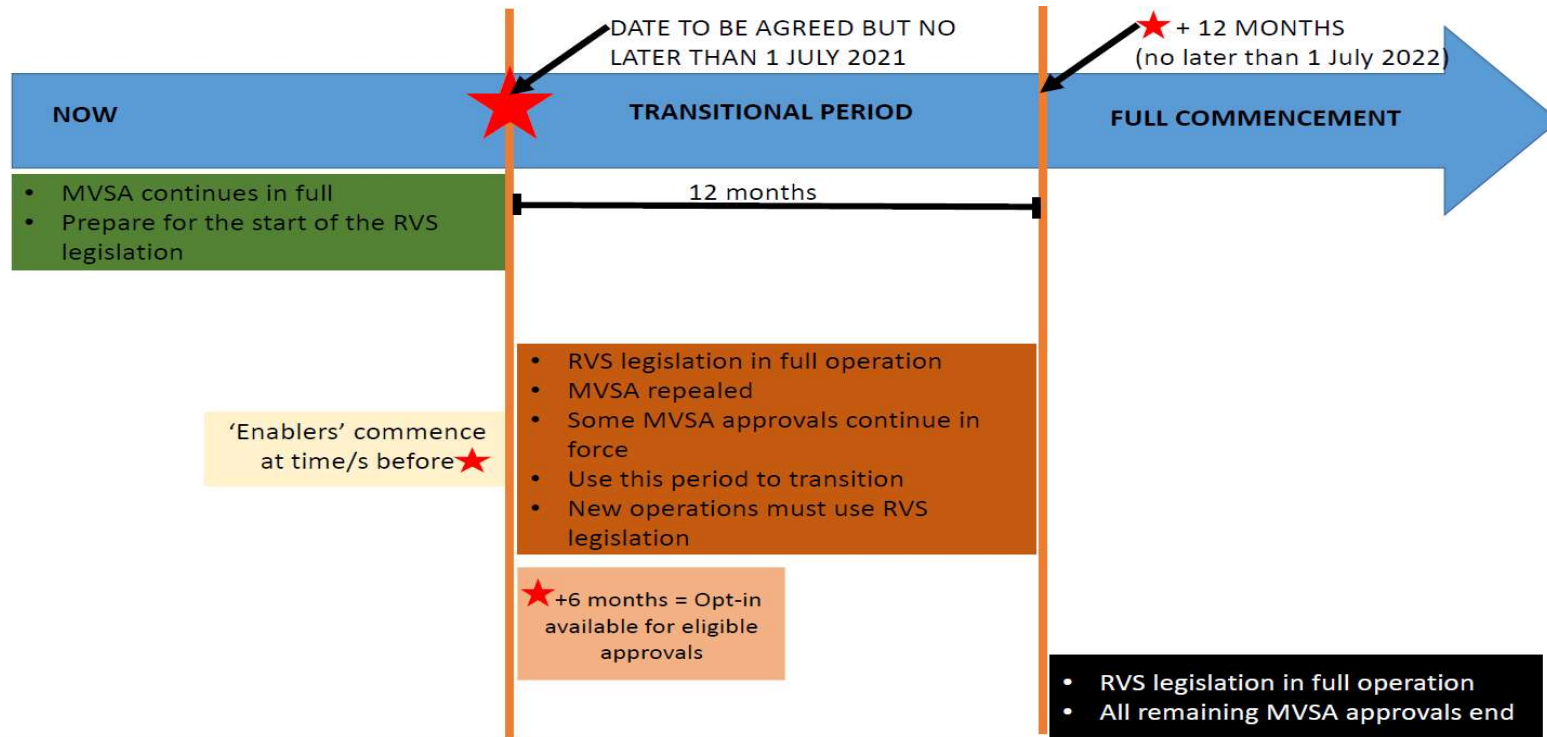 DATE TO BE AGREED BUT NO
LATER THAN 1 JULY 2021
+ 12 MONTHS
(no later than 1 July 2022)
NOW
TRANSITIONAL PERIOD
FULL COMMENCEMENT
• MVSA continues in full
• Prepare for the start of the RVS
legislation
12 months
‘Enablers’ commence
at time/s before
• RVS legislation in full operation
• MVSA repealed
• Some MVSA approvals continue in
force
• Use this period to transition
• New operations must use RVS
legislation
+6 months = Opt-in
available for eligible
approvals
• RVS legislation in full operation
• All remaining MVSA approvals end